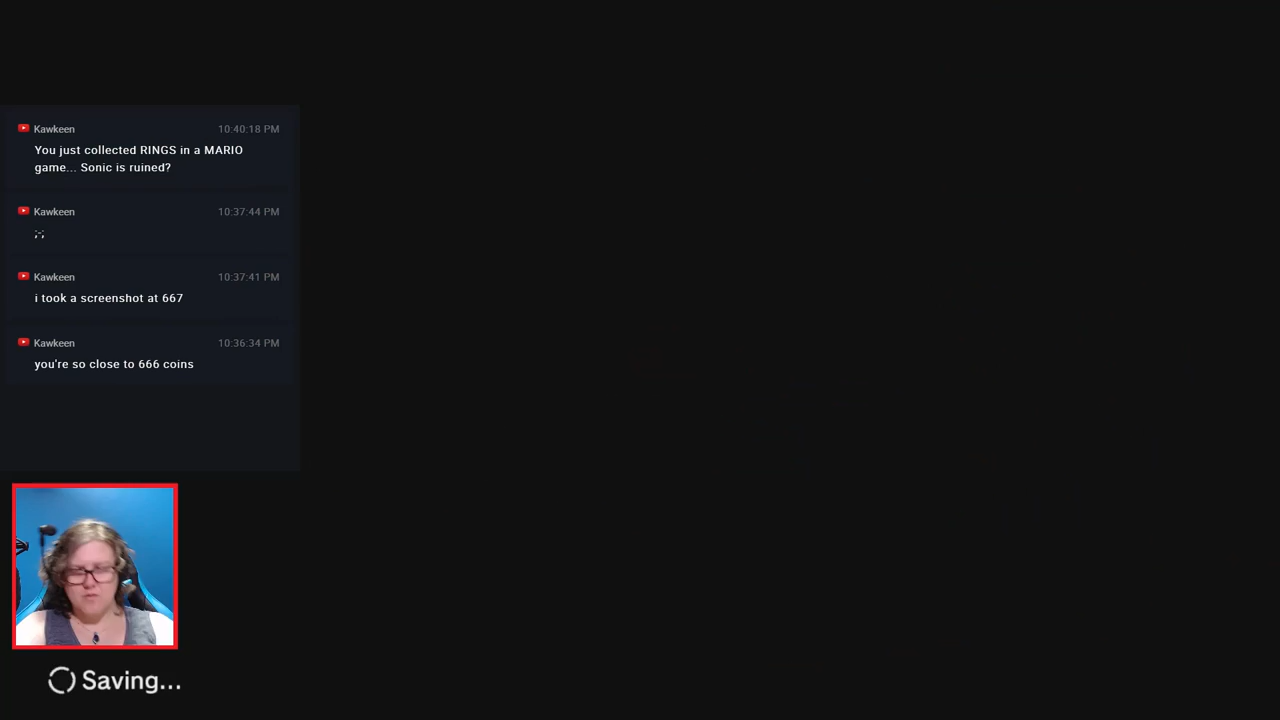 Kawkeen 10:40:18 PM
You just collected RINGS in a MARIO
game... Sonic is ruined?
Kawkeen 10:37:44 PM
;-;
Kawkeen 10:37:41 PM
i took a screenshot at 667
Kawkeen 10:36:34 PM
you're so close to 666 coins
Saving...